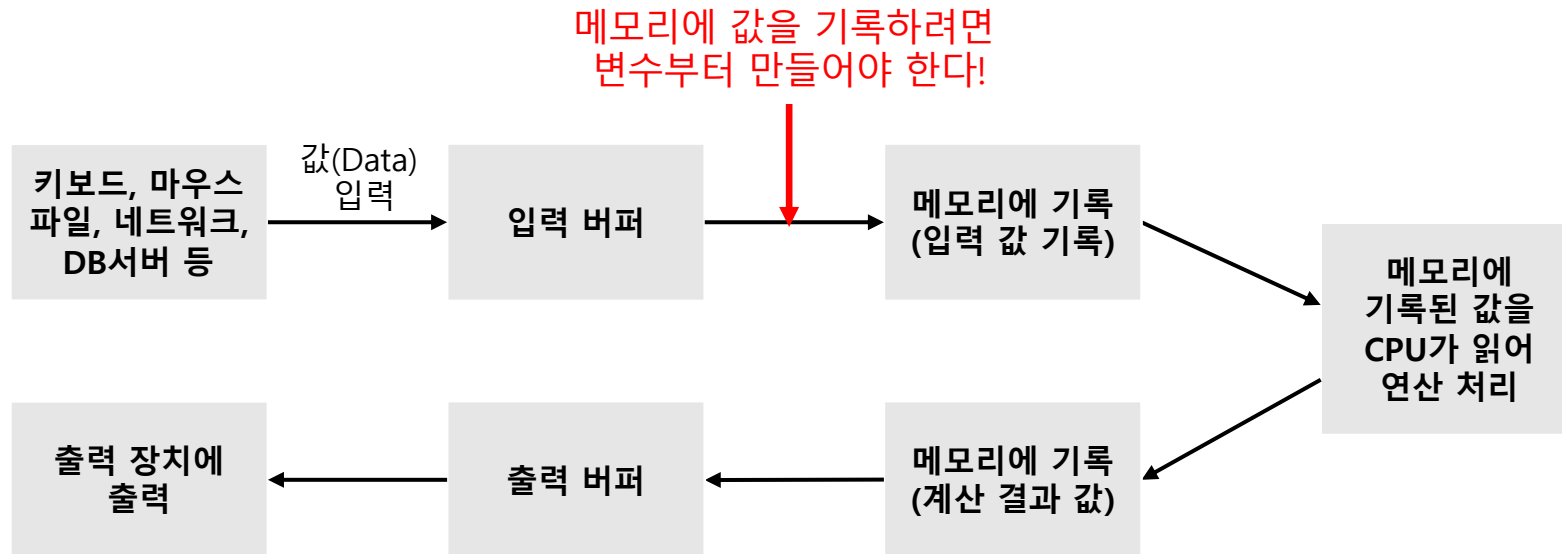 메모리에 값을 기록하려면
변수부터 만들어야 한다!
키보드, 마우스
파일, 네트워크,
DB서버 등
값(Data)
입력
입력 버퍼
메모리에 기록
(입력 값 기록)
메모리에
기록된 값을
CPU가 읽어
연산 처리
출력 장치에
출력
출력 버퍼
메모리에 기록
(계산 결과 값)